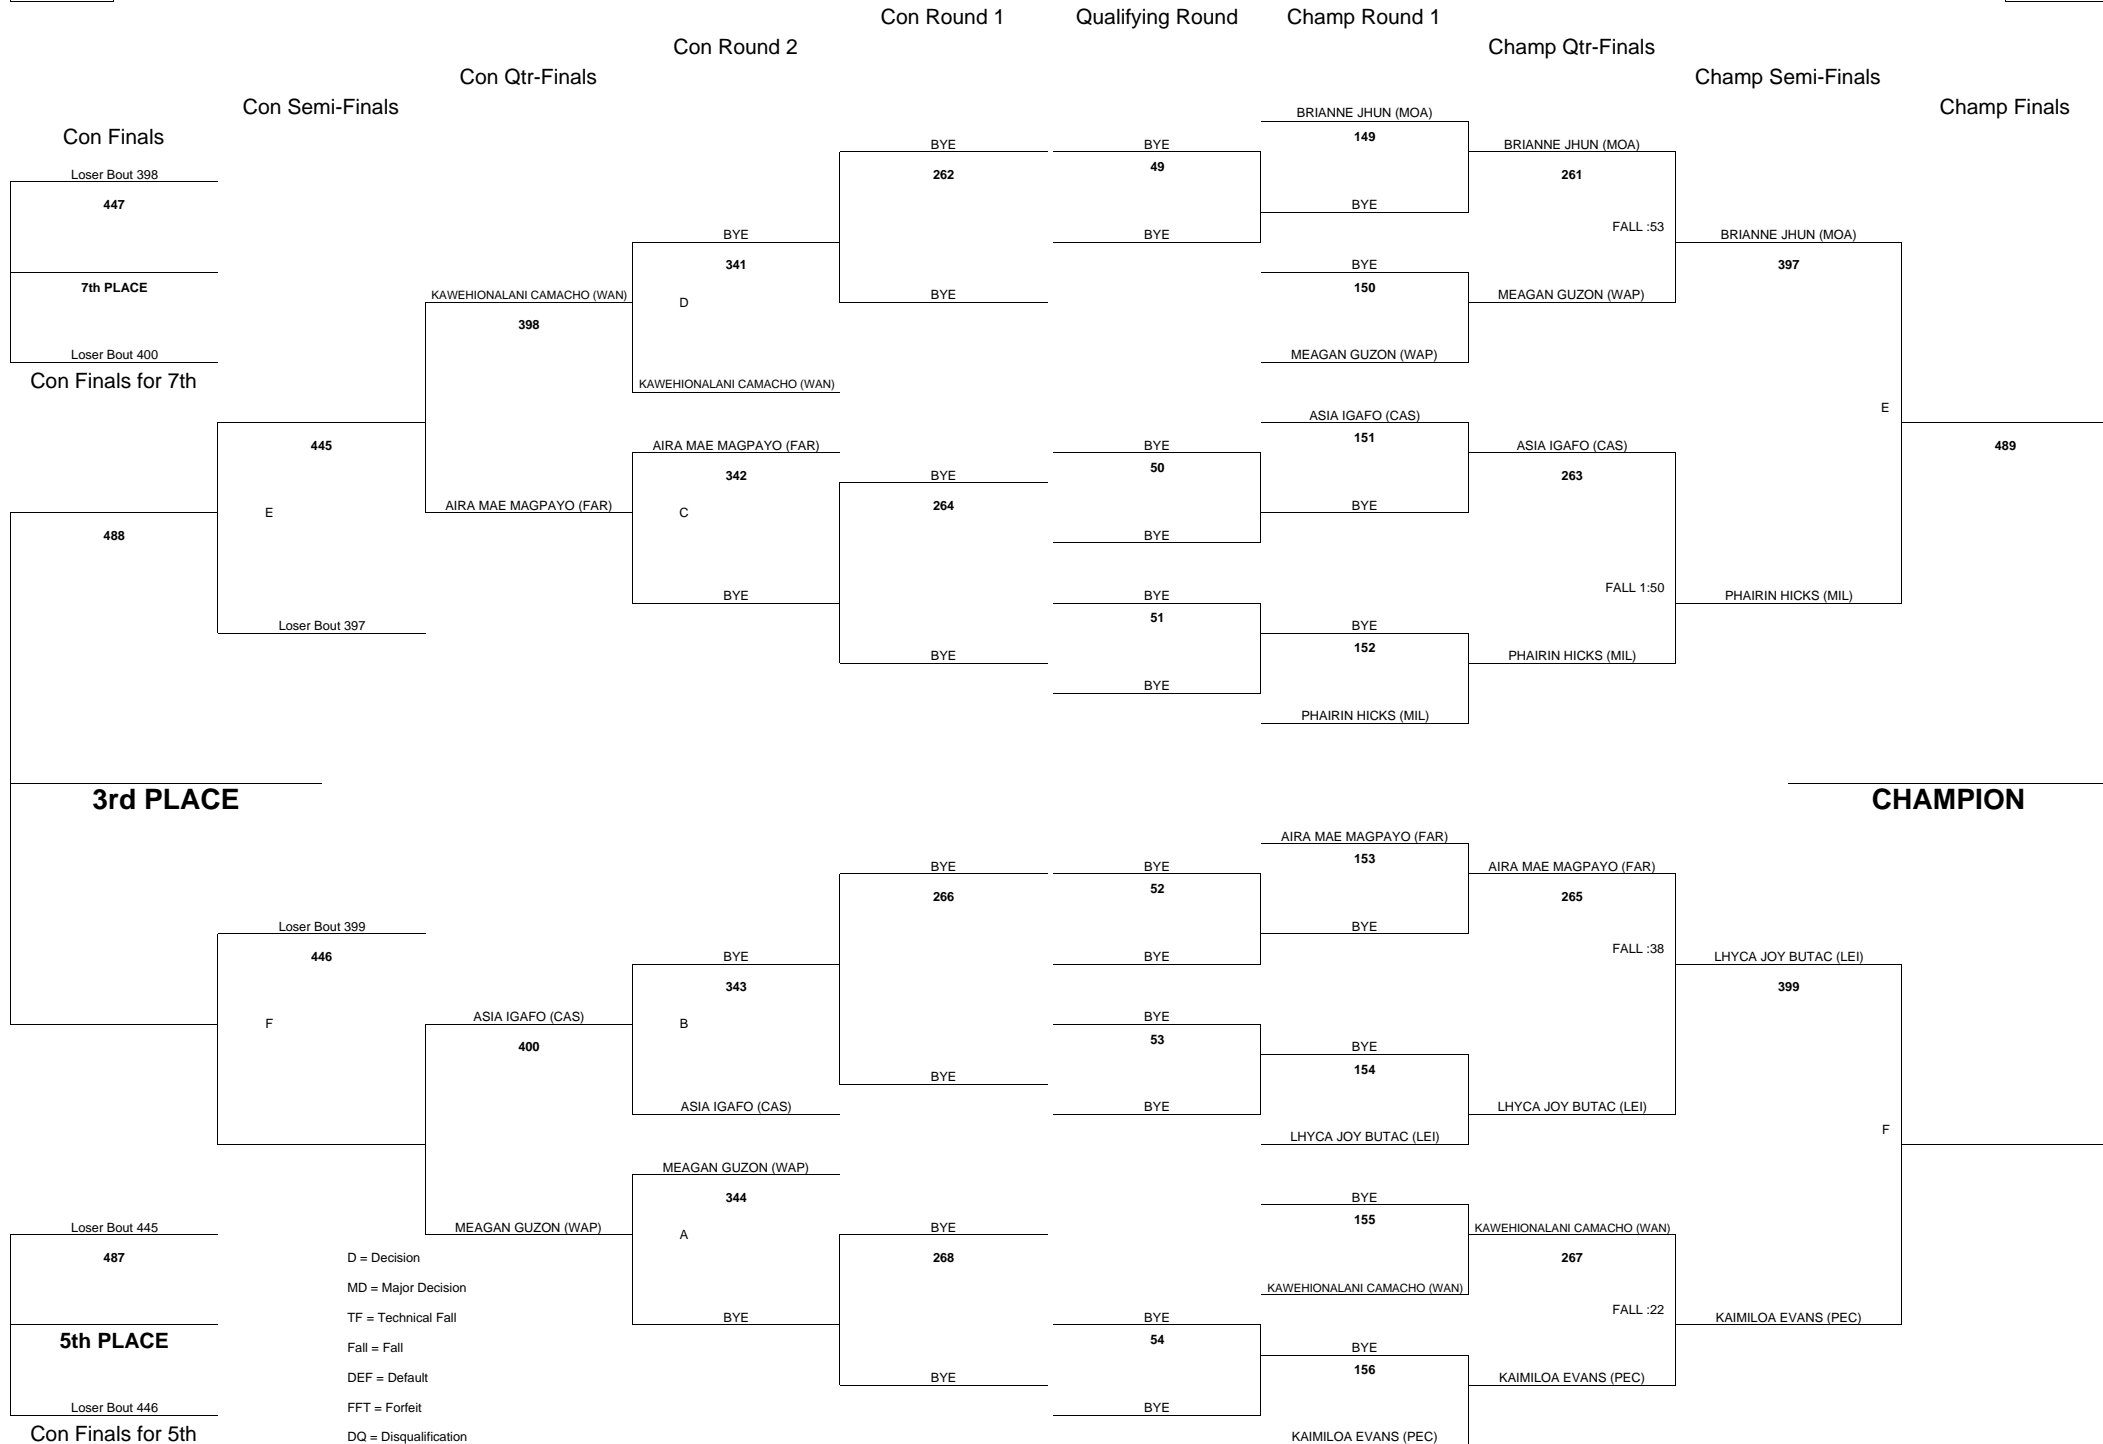 Con Round 1 Qualifying Round Champ Round 1
Con Round 2 Champ Qtr-Finals
Con Qtr-Finals Champ Semi-Finals
Con Semi-Finals Champ Finals
BRIANNE JHUN (MOA)
Con Finals 149
BYE BYE BRIANNE JHUN (MOA)
Loser Bout 398 262 49 261
447 BYE
BYE BYE FALL :53 BRIANNE JHUN (MOA)
341 BYE 397
7th PLACE KAWEHIONALANI CAMACHO (WAN) D BYE 150 MEAGAN GUZON (WAP)
398
Loser Bout 400 MEAGAN GUZON (WAP)
Con Finals for 7th KAWEHIONALANI CAMACHO (WAN)
ASIA IGAFO (CAS) E
445 AIRA MAE MAGPAYO (FAR) BYE 151 ASIA IGAFO (CAS) 489
342 BYE 50 263
E AIRA MAE MAGPAYO (FAR) C 264 BYE
488 BYE
BYE BYE FALL 1:50 PHAIRIN HICKS (MIL)
Loser Bout 397 51 BYE
BYE 152 PHAIRIN HICKS (MIL)
BYE
PHAIRIN HICKS (MIL)
3rd PLACE CHAMPION
AIRA MAE MAGPAYO (FAR)
BYE BYE 153 AIRA MAE MAGPAYO (FAR)
266 52 265
Loser Bout 399 BYE
446 BYE BYE FALL :38 LHYCA JOY BUTAC (LEI)
343 399
F ASIA IGAFO (CAS) B BYE
400 53 BYE
BYE 154
ASIA IGAFO (CAS) BYE LHYCA JOY BUTAC (LEI)
LHYCA JOY BUTAC (LEI) F
MEAGAN GUZON (WAP)
344 BYE
Loser Bout 445 MEAGAN GUZON (WAP) A BYE 155 KAWEHIONALANI CAMACHO (WAN)
487 D = Decision 268 267
MD = Major Decision KAWEHIONALANI CAMACHO (WAN)
TF = Technical Fall BYE BYE FALL :22 KAIMILOA EVANS (PEC)
5th PLACE Fall = Fall 54 BYE
DEF = Default BYE 156 KAIMILOA EVANS (PEC)
Loser Bout 446 FFT = Forfeit BYE
Con Finals for 5th DQ = Disqualification KAIMILOA EVANS (PEC)